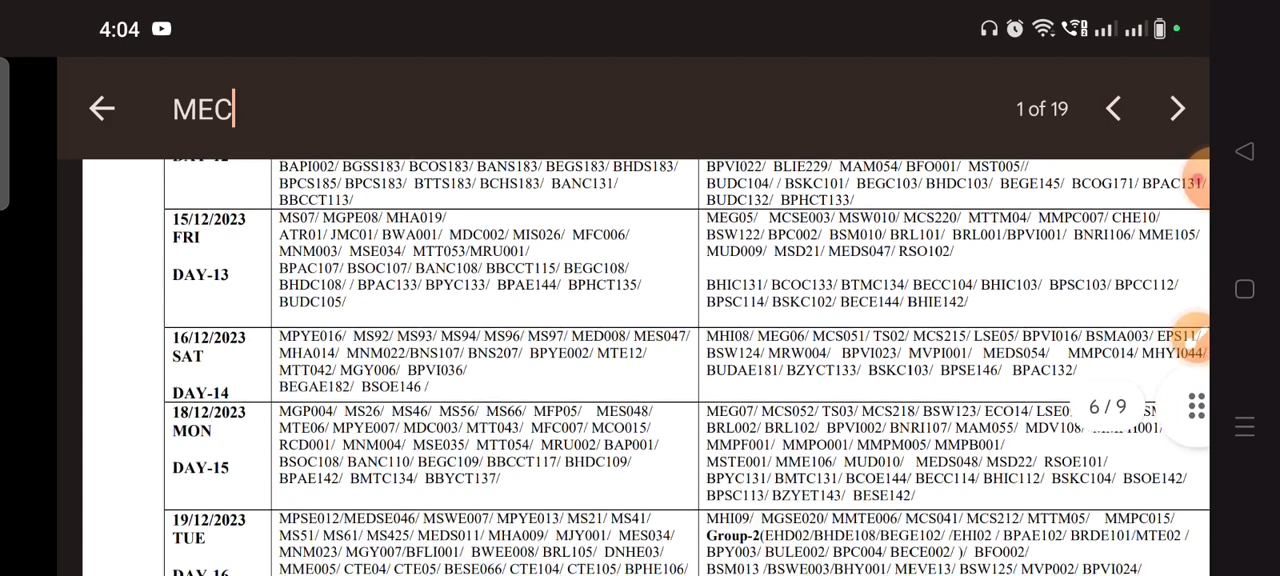 4:04
MEC
1 of 19
BAPI002/ BGSS183/ BCOS183/ BANS183/ BEGS183/ BHDS183/
BPCS185/ BPCS183/ BTTS183/ BCHS183/ BANC131/
BBCCT113/
BPVI022/ BLIE229/ MAM054/ BFO001/ MST005//
BUDC104/ / BSKC101/ BEGC103/ BHDC103/ BEGE145/ BCOG171/ BPAC131/
BUDC132/ BPHCT133/
15/12/2023
FRI
DAY-13
MS07/ MGPE08/ MHA019/
ATR01/ JMC01/ BWA001/ MDC002/ MIS026/ MFC006/
MNM003/ MSE034/ MTT053/MRU001/
BPAC107/ BSOC107/ BANC108/ BBCCT115/ BEGC108/
BHDC108/ / BPAC133/ BPYC133/ BPAE144/ BPHCT135/
BUDC105/
MEG05/ MCSE003/ MSW010/ MCS220/ MTTM04/ MMPC007/ CHE10/
BSW122/ BPC002/ BSM010/ BRL101/ BRL001/BPVI001/ BNRI106/ MME105/
MUD009/ MSD21/ MEDS047/ RSO102/
BHIC131/ BCOC133/ BTMC134/ BECC104/ BHIC103/ BPSC103/ BPCC112/
BPSC114/ BSKC102/ BECE144/ BHIE142/
16/12/2023
SAT
DAY-14
MPYE016/ MS92/ MS93/ MS94/ MS96/ MS97/ MED008/ MES047/
MHA014/ MNM022/BNS107/ BNS207/ BPYE002/ MTE12/
MTT042/ MGY006/ BPVI036/
BEGAE182/ BSOE146 /
MHI08/ MEG06/ MCS051/ TS02/ MCS215/ LSE05/ BPVI016/ BSMA003/ EPS11/
BSW124/ MRW004/ BPVI023/ MVPI001/ MEDS054/ MMPC014/ MHYI044/
BUDAE181/ BZYCT133/ BSKC103/ BPSE146/ BPAC132/
6 / 9
18/12/2023
MON
DAY-15
MGP004/ MS26/ MS46/ MS56/ MS66/ MFP05/ MES048/
MTE06/ MPYE007/ MDC003/ MTT043/ MFC007/ MCO015/
RCD001/ MNM004/ MSE035/ MTT054/ MRU002/ BAP001/
BSOC108/ BANC110/ BEGC109/ BBCCT117/ BHDC109/
BPAE142/ BMTC134/ BBYCT137/
MEG07/ MCS052/ TS03/ MCS218/ BSW123/ ECO14/
BRL002/ BRL102/ BPVI002/ BNRI107/ MAM055/ MDV108/
MMPF001/ MMPO001/ MMPM005/ MMPB001/
MSTE001/ MME106/ MUD010/ MEDS048/ MSD22/ RSOE101/
BPYC131/ BMTC131/ BCOE144/ BECC114/ BHIC112/ BSKC104/ BSOE142/
BPSC113/ BZYET143/ BESE142/
19/12/2023
TUE
MPSE012/MEDSE046/ MSWE007/ MPYE013/ MS21/ MS41/
MS51/ MS61/ MS425/ MEDS011/ MHA009/ MJY001/ MES034/
MNM023/ MGY007/BFLI001/ BWEE008/ BRL105/ DNHE03/
MME005/ CTE04/ CTE05/ BESE066/ CTE104/ CTE105/ BPHE106/
MHI09/ MGSE020/ MMTE006/ MCS041/ MCS212/ MTTM05/ MMPC015/
Group-2(EHD02/BHDE108/BEGE102/ /EHI02 / BPAE102/ BRDE101/MTE02 /
BPY003/ BULE002/ BPC004/ BECE002/ )/ BFO002/
BSM013 /BSWE003/BHY001/ MEVE13/ BSW125/ MVP002/ BPVI024/